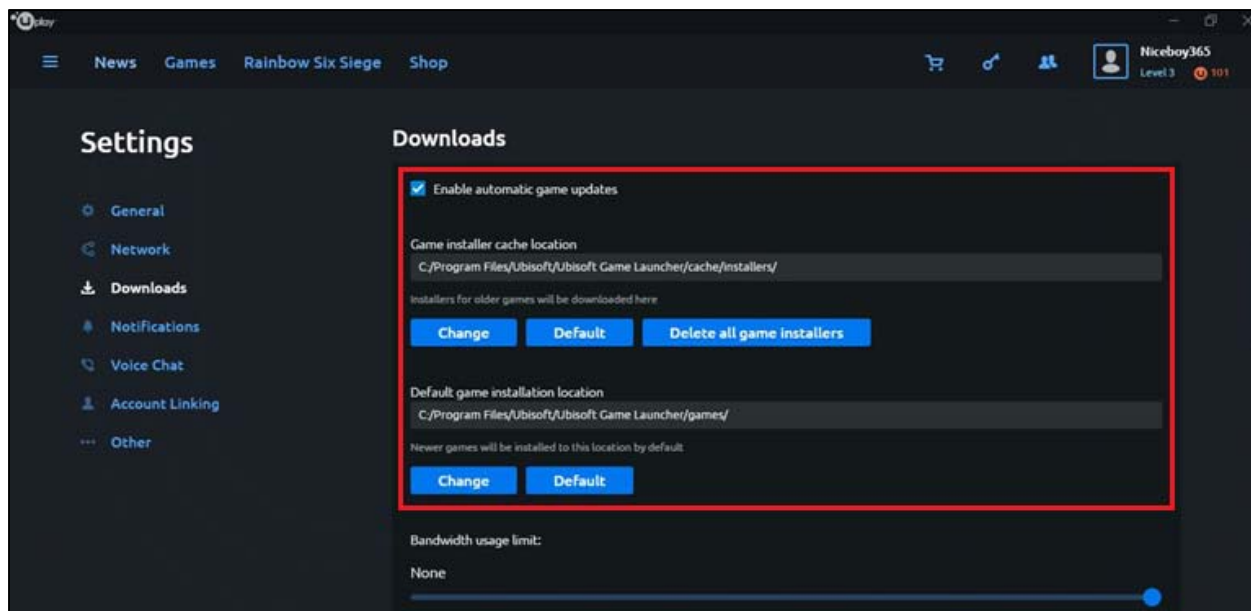 Uplay
News Games Rainbow Six Siege Shop
Niceboy365
Level 3 101
Settings
General
Network
Downloads
Notifications
Voice Chat
Account Linking
Other
Downloads
Enable automatic game updates
Game installer cache location
C:/Program Files/Ubisoft/Ubisoft Game Launcher/cache/installers/
Installers for older games will be downloaded here
Change Default Delete all game installers
Default game installation location
C:/Program Files/Ubisoft/Ubisoft Game Launcher/games/
Newer games will be installed to this location by default
Change Default
Bandwidth usage limit:
None